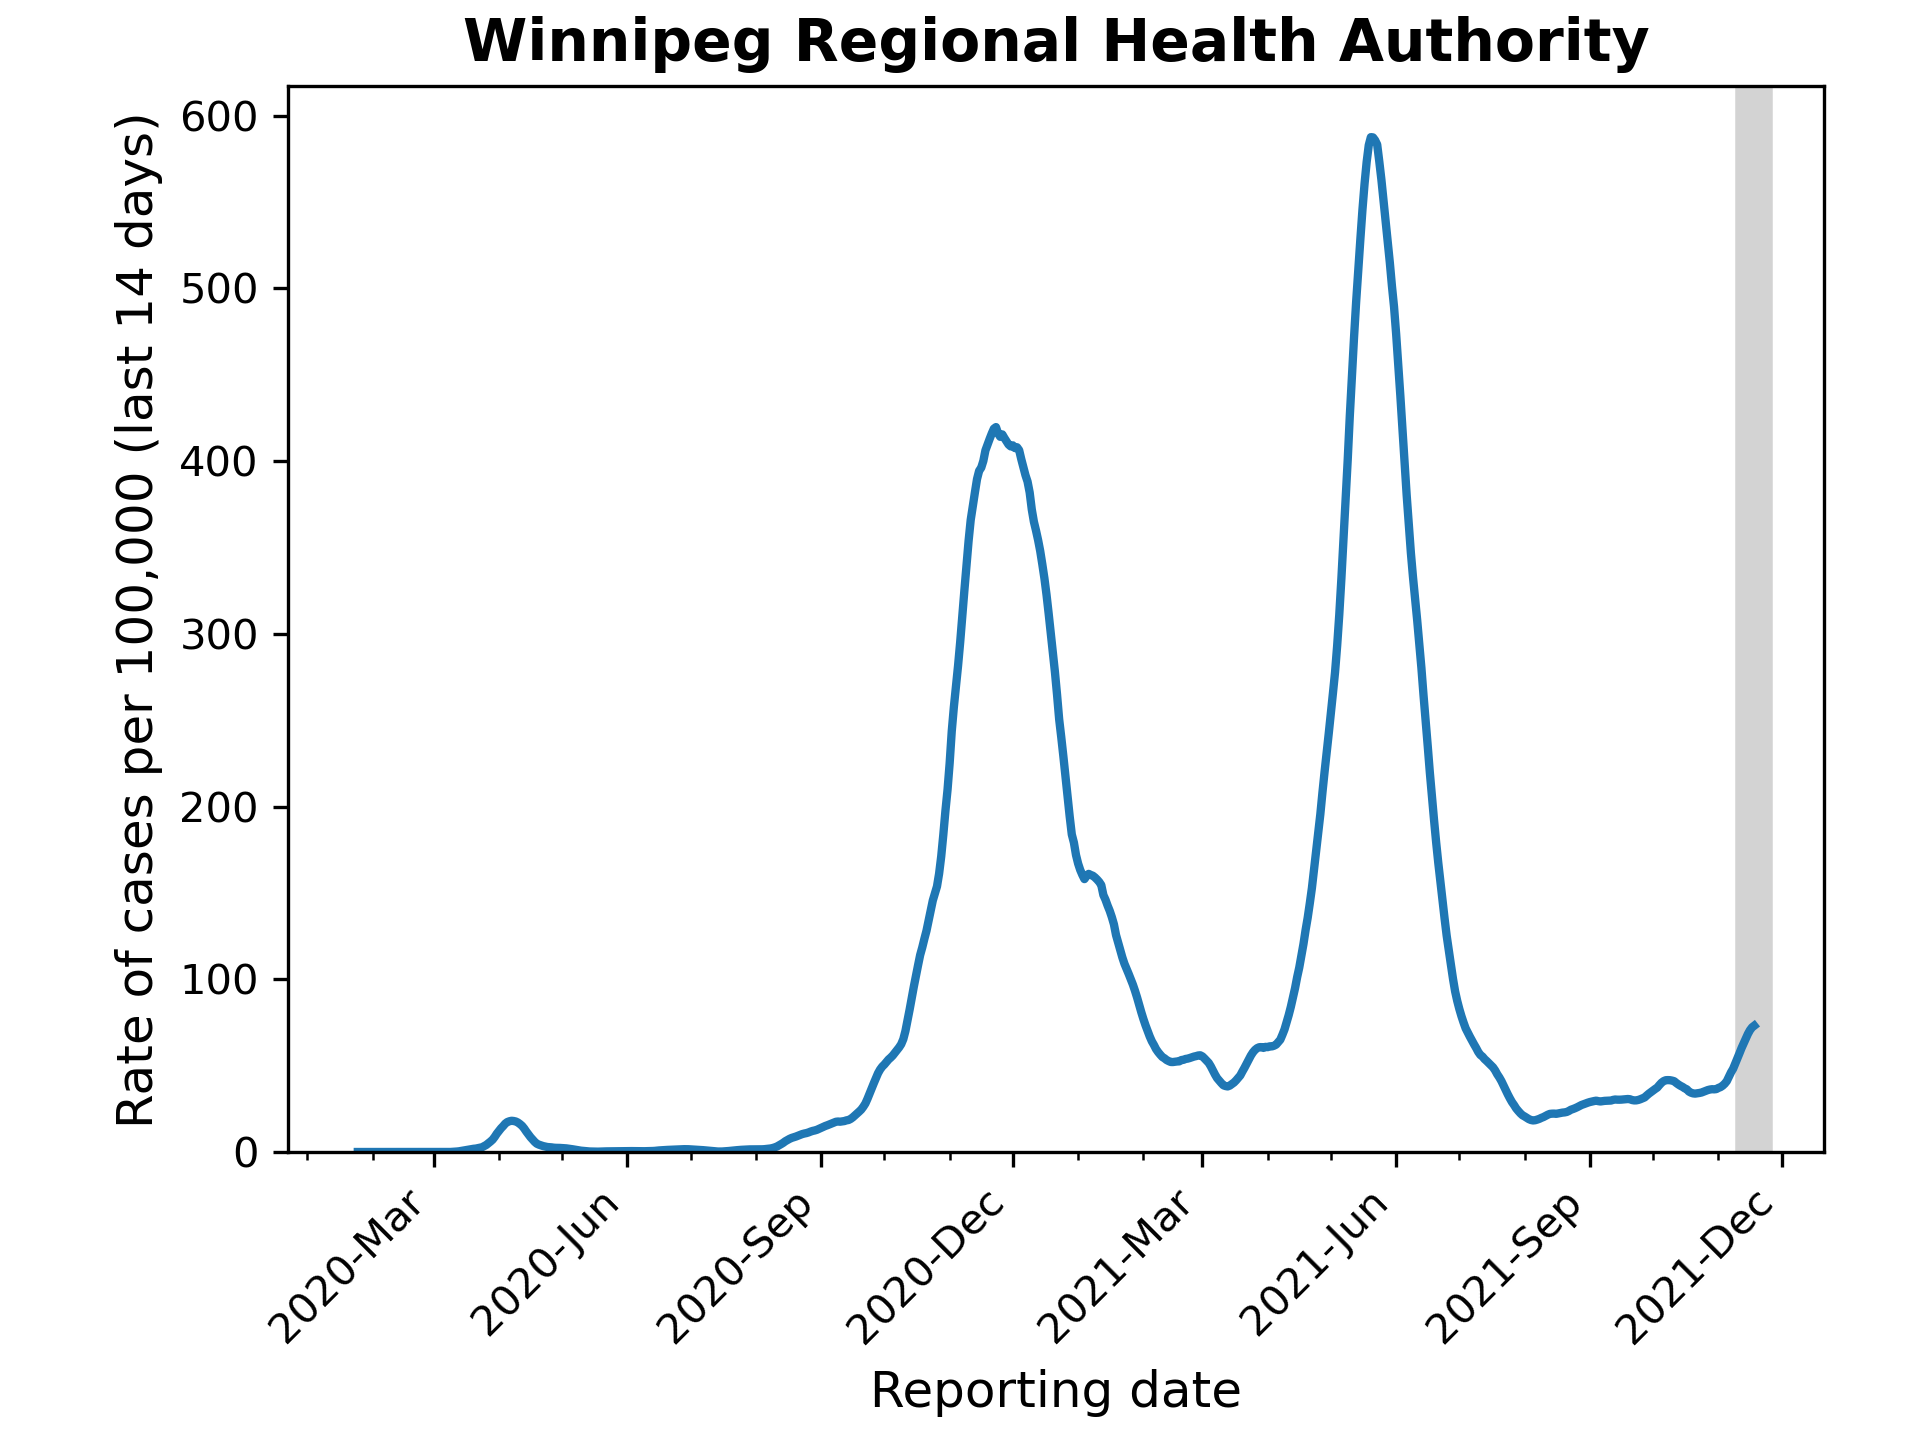 Winnipeg Regional Health Authority
Rate of cases per 100,000 (last 14 days)
600
500
400
300
200
100
0
2020-Mar
2020-Jun
2020-Sep
2020-Dec
2021-Mar
2021-Jun
2021-Sep
2021-Dec
Reporting date